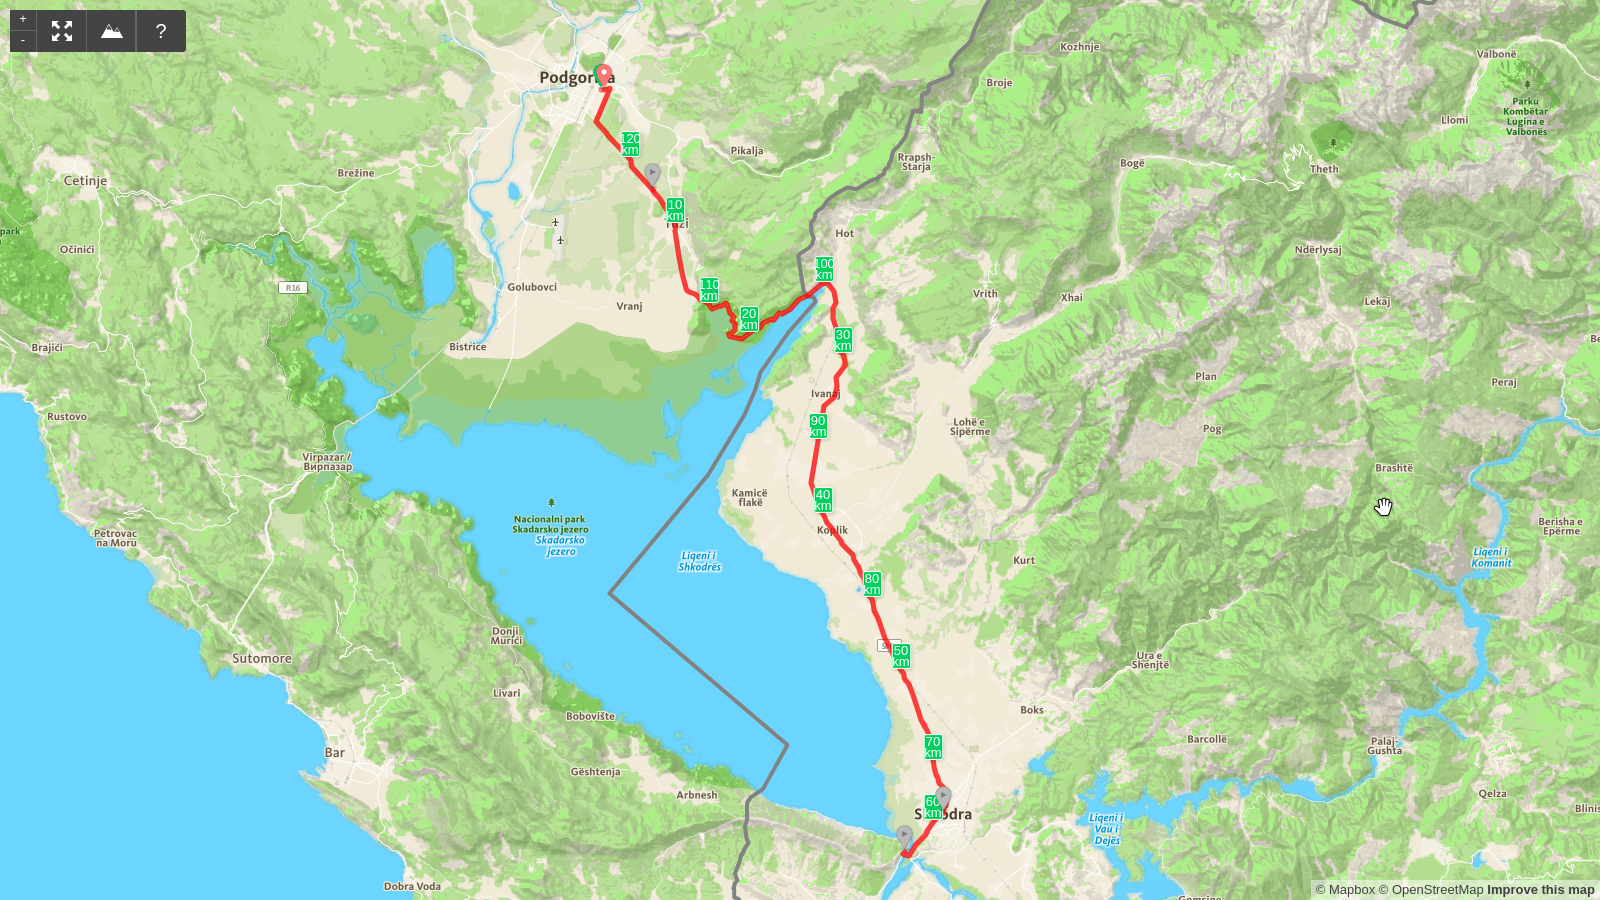 +
-
?
Kozhnje
Valbonë
Podgorica
Broje
Parku
Kombëtar
Lugina e
Valbonës
Llomi
120
km
Pikalja
Rrapsh-
Starja
Bogë
Theth
Brežine
Cetinje
park
10
km
Tuzi
Očinići
Hot
Ndërlysaj
100
km
R16
Golubovci
110
km
Vranj
Vrith
Xhai
Lekaj
20
km
30
km
Brajići
Bistrice
Be
Plan
Peraj
Ivanaj
Rustovo
90
km
Lohë e
Sipërme
Pog
Virpazar /
Вирпазар
Brashtë
Kamicë
flakë
40
km
Nacionalni park
Skadarsko jezero
Skadarsko
jezero
Koplik
Petrovac
na Moru
Berisha e
Epërme
Liqeni i
Shkodrës
Kurt
Liqeni i
Komanit
80
km
Donji
Murići
50
km
Sutomore
Ura e
Shenjtë
Livari
Boks
Bobovište
70
km
Barcollë
Palaj-
Gushta
Bar
Gështenja
Arbnesh
Qelza
60
km
Shkodra
Blinis
Liqeni i
Vau i
Dejës
Dobra Voda
© Mapbox © OpenStreetMap Improve this map